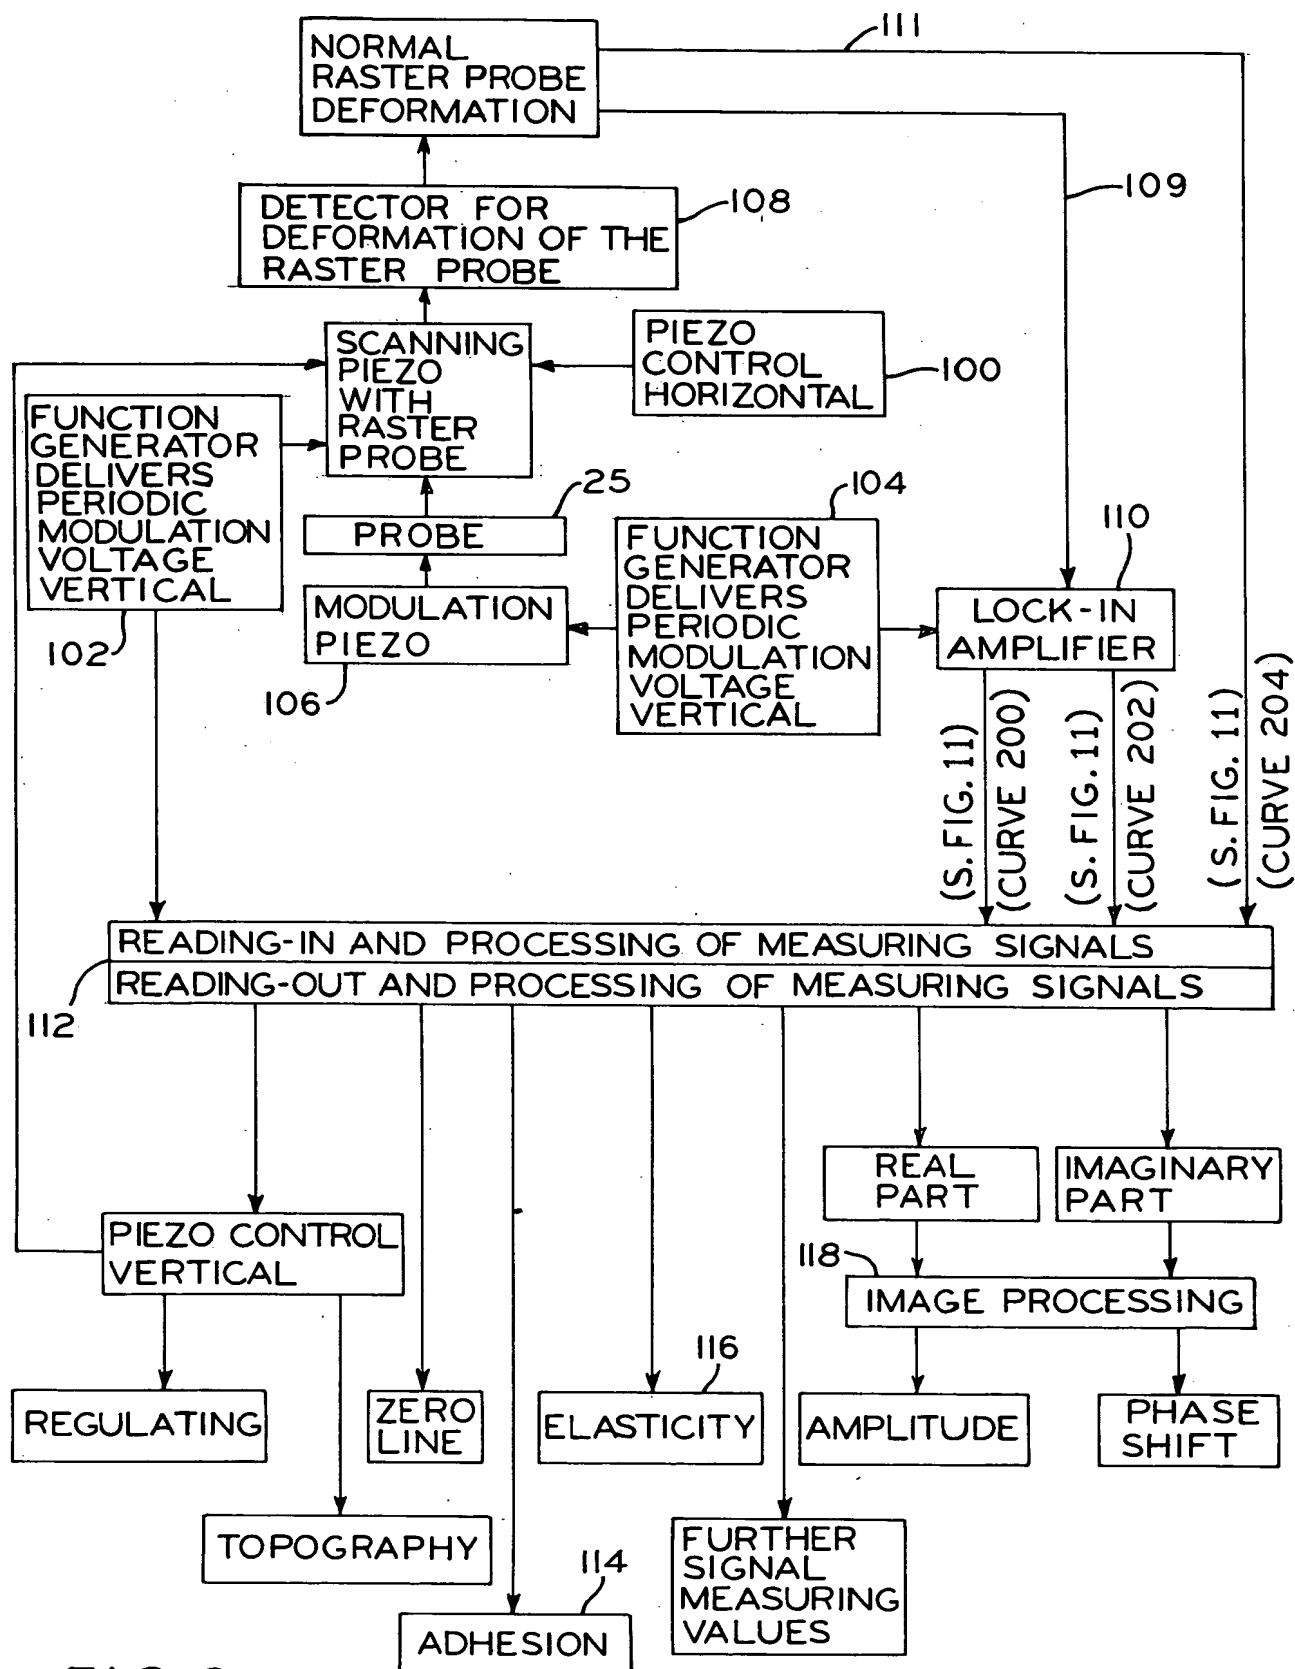 111
NORMAL
RASTER PROBE
DEFORMATION
109
DETECTOR FOR
DEFORMATION OF THE
RASTER PROBE
108
SCANNING
PIEZO
WITH
RASTER
PROBE
PIEZO
CONTROL
HORIZONTAL
100
FUNCTION
GENERATOR
DELIVERS
PERIODIC
MODULATION
VOLTAGE
VERTICAL
102
25
PROBE
MODULATION
PIEZO
106
104
FUNCTION
GENERATOR
DELIVERS
PERIODIC
MODULATION
VOLTAGE
VERTICAL
110
LOCK-IN
AMPLIFIER
(S. FIG. 11)
(CURVE 200)
(S. FIG. 11)
(CURVE 202)
(S. FIG. 11)
(CURVE 204)
READING-IN AND PROCESSING OF MEASURING SIGNALS
READING-OUT AND PROCESSING OF MEASURING SIGNALS
112
REAL
PART
IMAGINARY
PART
PIEZO CONTROL
VERTICAL
118
IMAGE PROCESSING
REGULATING
ZERO
LINE
116
ELASTICITY
AMPLITUDE
PHASE
SHIFT
TOPOGRAPHY
114
ADHESION
FURTHER
SIGNAL
MEASURING
VALUES